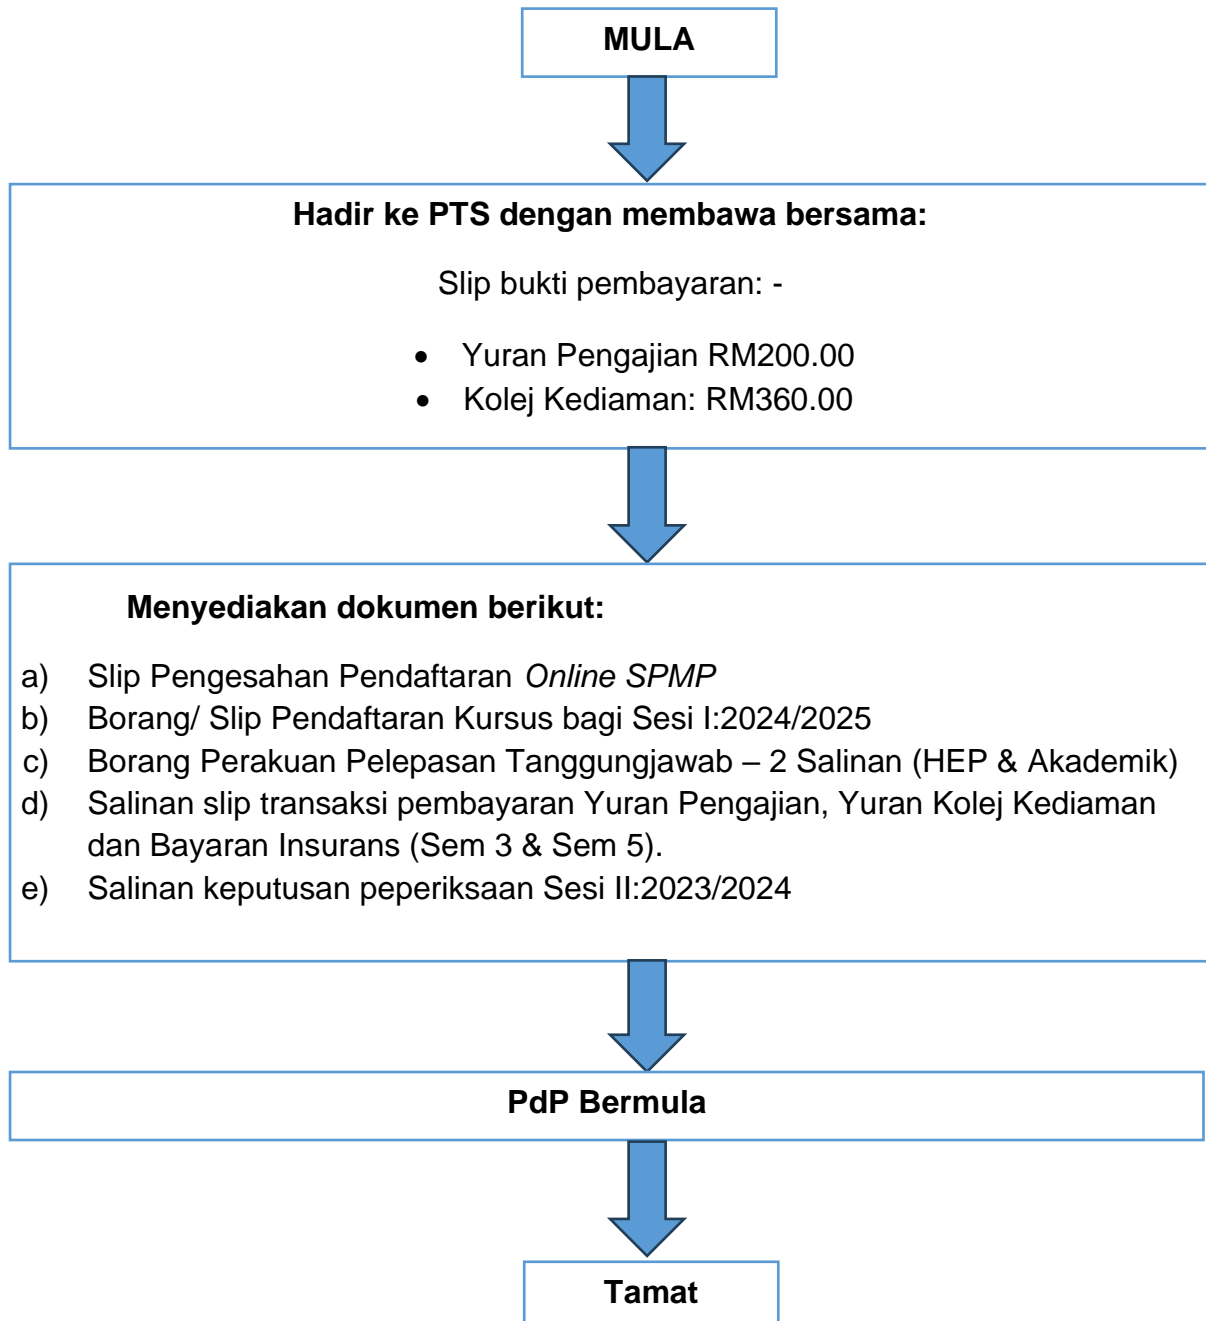 MULA
Hadir ke PTS dengan membawa bersama:
Slip bukti pembayaran: -
• Yuran Pengajian RM200.00
• Kolej Kediaman: RM360.00
Menyediakan dokumen berikut:
a) Slip Pengesahan Pendaftaran Online SPMP
b) Borang/ Slip Pendaftaran Kursus bagi Sesi I:2024/2025
c) Borang Perakuan Pelepasan Tanggungjawab – 2 Salinan (HEP & Akademik)
d) Salinan slip transaksi pembayaran Yuran Pengajian, Yuran Kolej Kediaman
dan Bayaran Insurans (Sem 3 & Sem 5).
e) Salinan keputusan peperiksaan Sesi II:2023/2024
PdP Bermula
Tamat